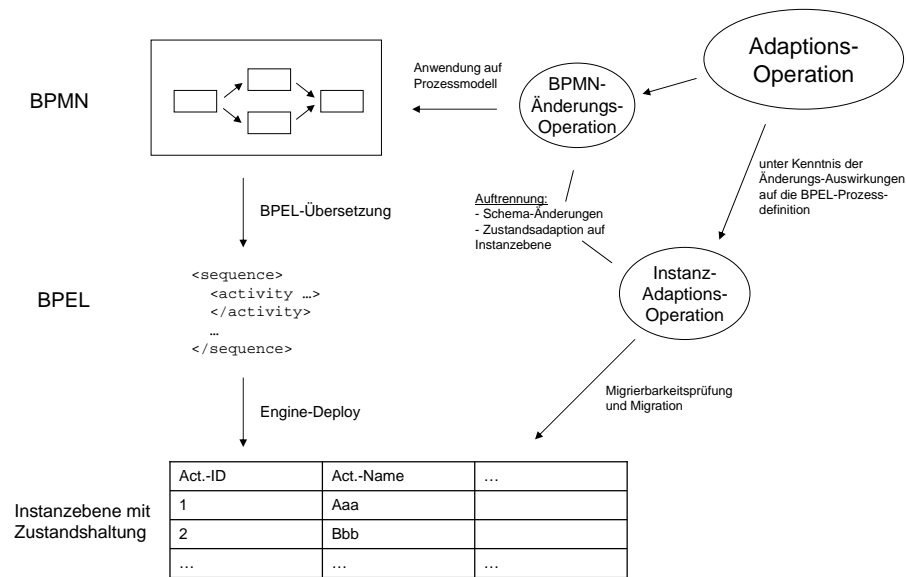 Adaptions-
Operation
Anwendung auf
Prozessmodell
BPMN-
Änderungs-
Operation
BPMN
unter Kenntnis der
Änderungs-Auswirkungen
auf die BPEL-Prozess-
definition
Auftrennung:
- Schema-Änderungen
- Zustandsadaption auf
Instanzebene
BPEL-Übersetzung
BPEL
<sequence>
<activity …>
</activity>
…
</sequence>
Instanz-
Adaptions-
Operation
Migrierbarkeitsprüfung
und Migration
Engine-Deploy
Instanzebene mit
Zustandshaltung
Act.-ID Act.-Name …
1 Aaa
2 Bbb
… … …